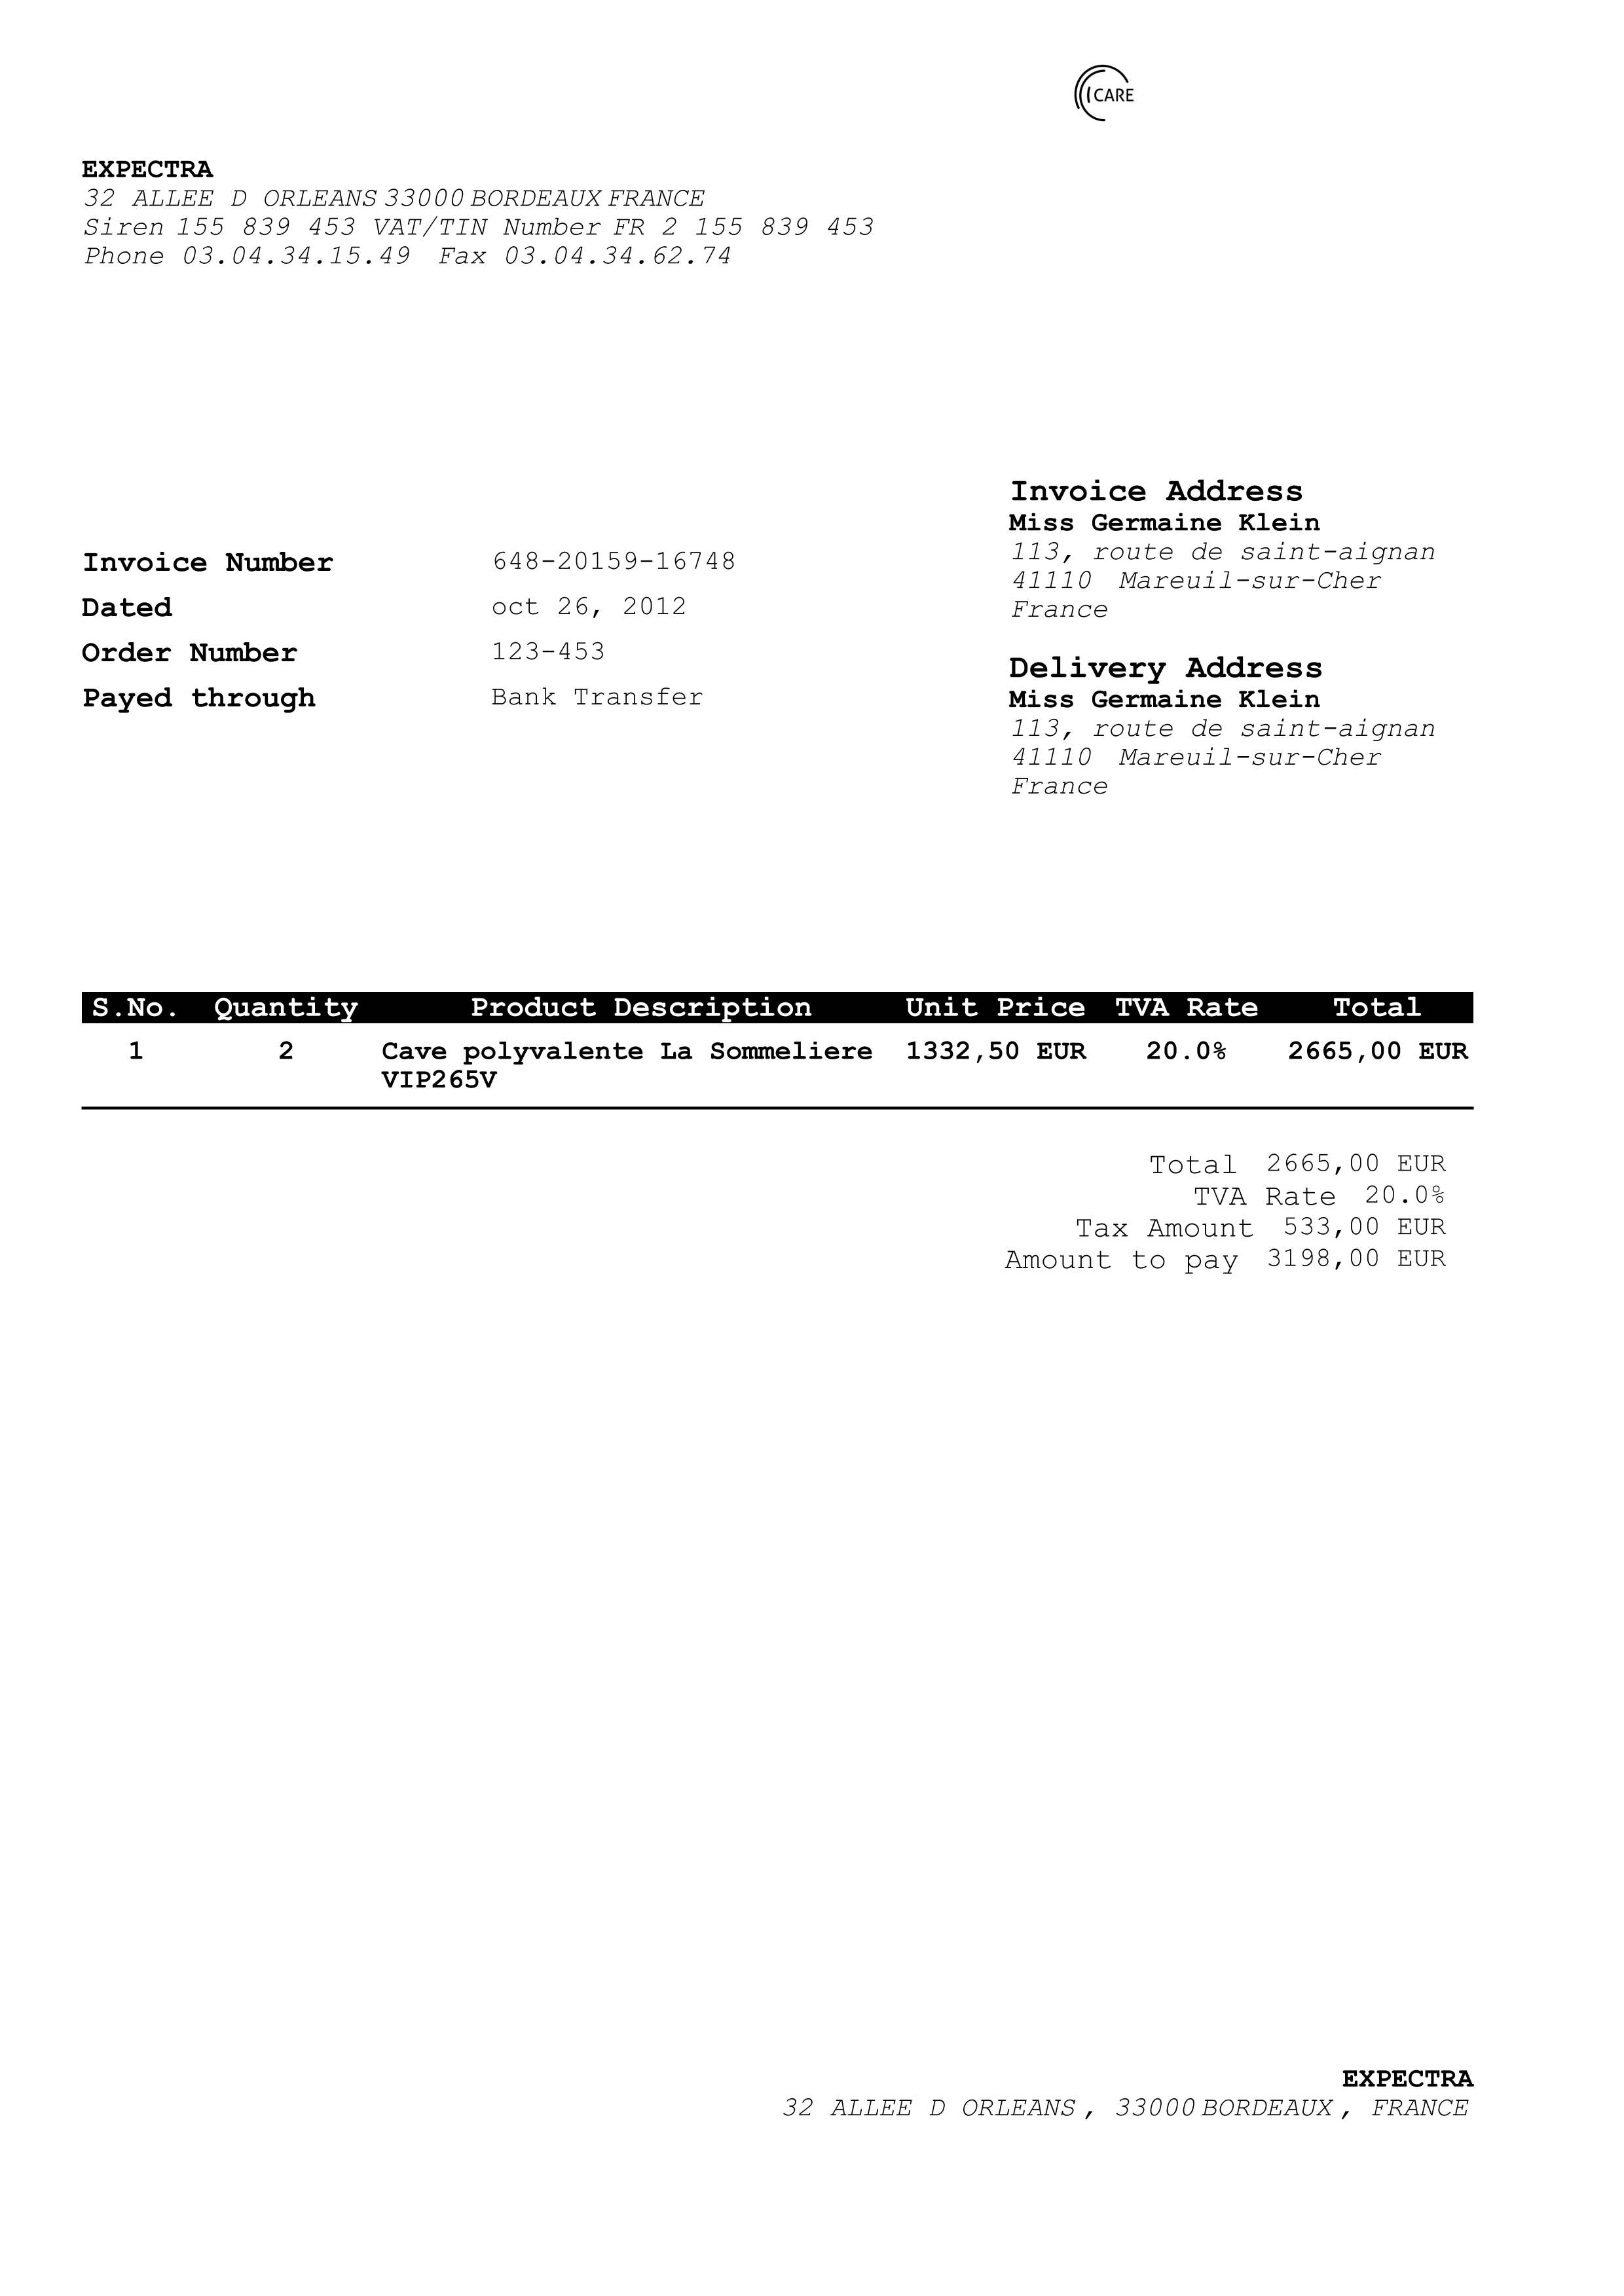 CARE
EXPECTRA
32 ALLEE D ORLEANS 33000 BORDEAUX FRANCE
Siren 155 839 453 VAT/TIN Number FR 2 155 839 453
Phone 03.04.34.15.49 Fax 03.04.34.62.74
Invoice Address
Miss Germaine Klein
113, route de saint-aignan
41110 Mareuil-sur-Cher
France
Invoice Number 648-20159-16748
Dated oct 26, 2012
Order Number 123-453
Payed through Bank Transfer
Delivery Address
Miss Germaine Klein
113, route de saint-aignan
41110 Mareuil-sur-Cher
France
S.No. Quantity Product Description Unit Price TVA Rate Total
1 2 Cave polyvalente La Sommeliere 1332,50 EUR 20.0% 2665,00 EUR
VIP265V
Total 2665,00 EUR
TVA Rate 20.0%
Tax Amount 533,00 EUR
Amount to pay 3198,00 EUR
EXPECTRA
32 ALLEE D ORLEANS , 33000 BORDEAUX , FRANCE